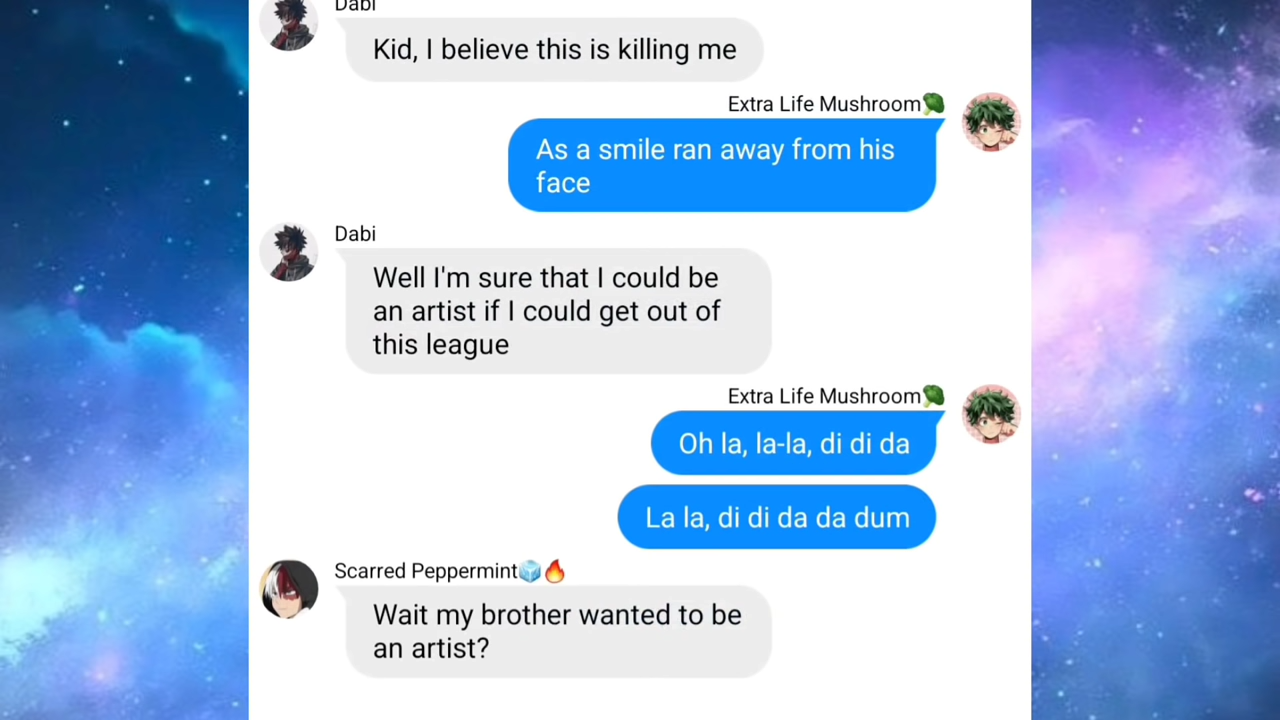 Dabi
Kid, I believe this is killing me
Extra Life Mushroom🥦
As a smile ran away from his
face
Dabi
Well I'm sure that I could be
an artist if I could get out of
this league
Extra Life Mushroom🥦
Oh la, la-la, di di da
La la, di di da da dum
Scarred Peppermint🧊🔥
Wait my brother wanted to be
an artist?